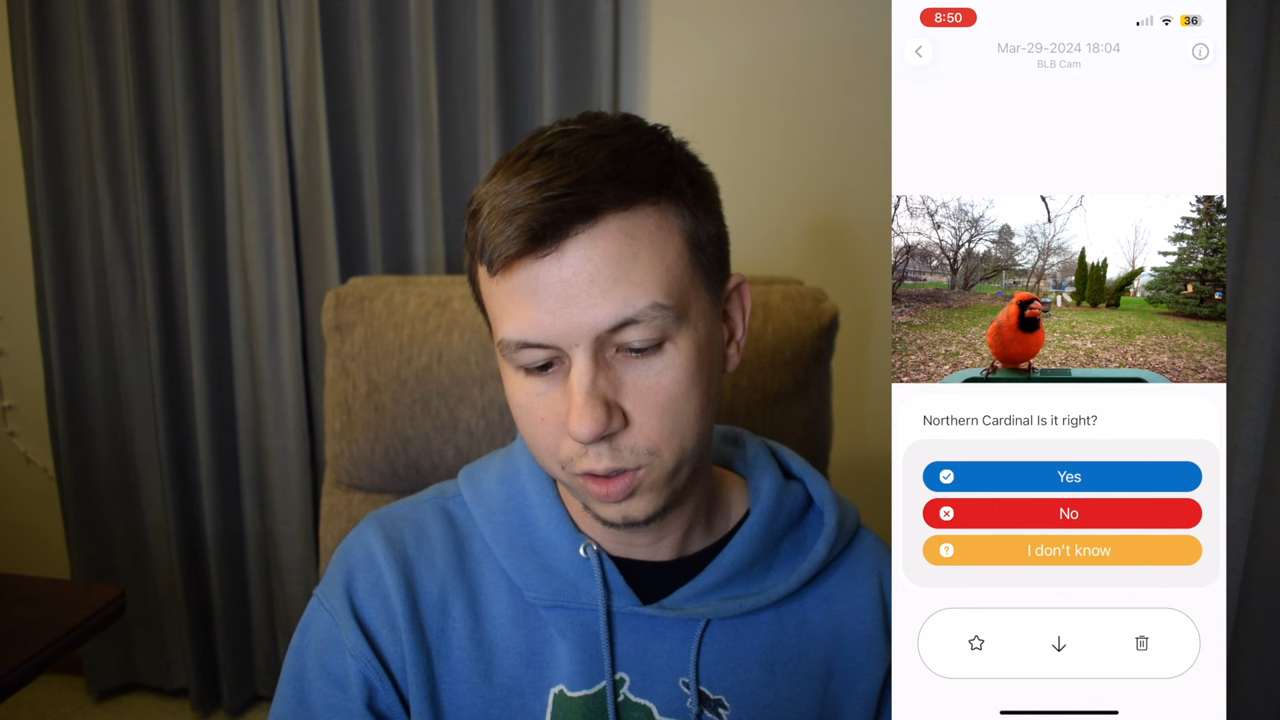 8:50
36
Mar-29-2024 18:04
BLB Cam
Northern Cardinal Is it right?
Yes
No
I don't know